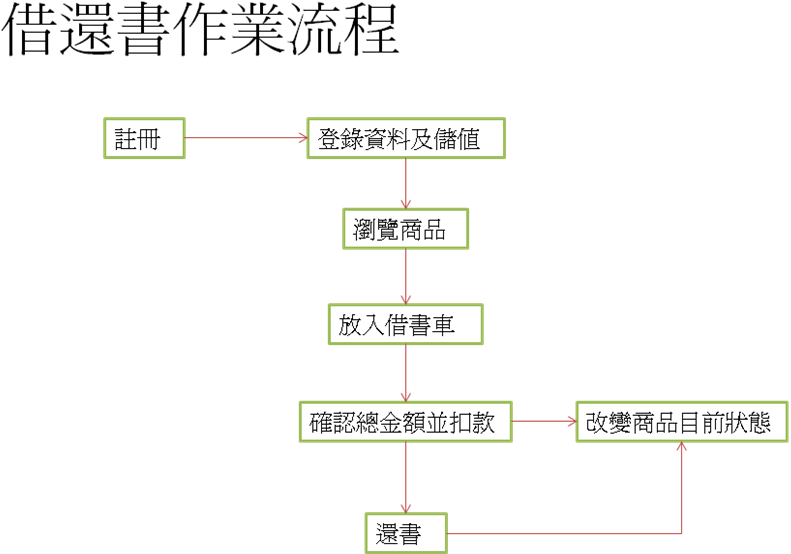 借還書作業流程
註冊
登錄資料及儲值
瀏覽商品
放入借書車
確認總金額並扣款
改變商品目前狀態
還書